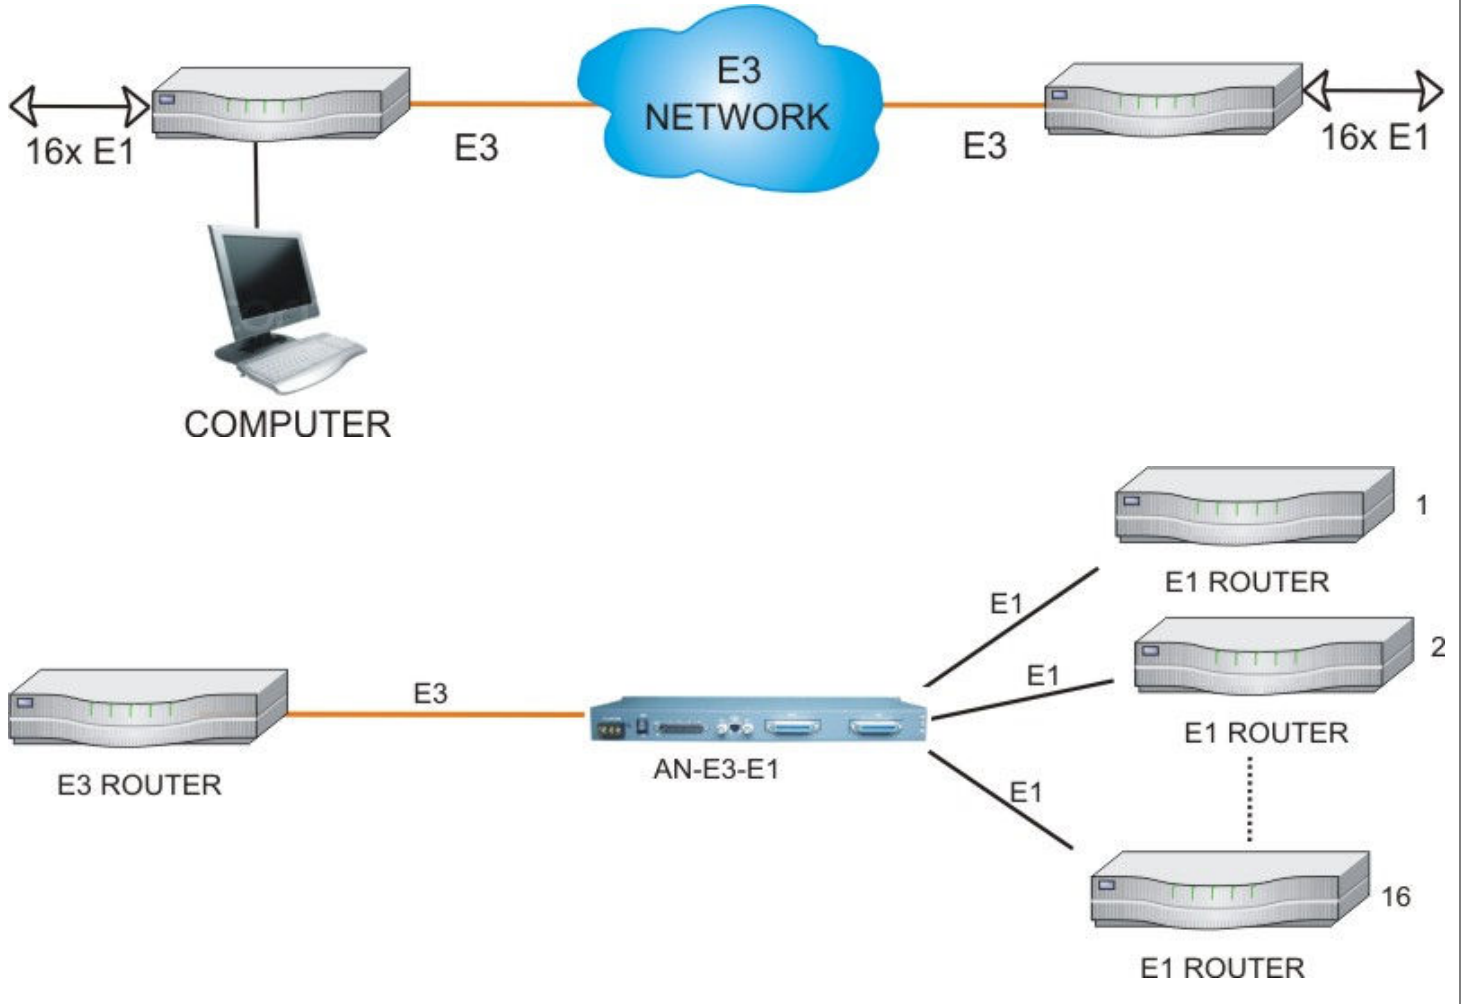 E3
NETWORK
16x E1
E3
E3
16x E1
COMPUTER
1
E1 ROUTER
E1
2
E1
E1 ROUTER
E3
E3 ROUTER
AN-E3-E1
E1
16
E1 ROUTER